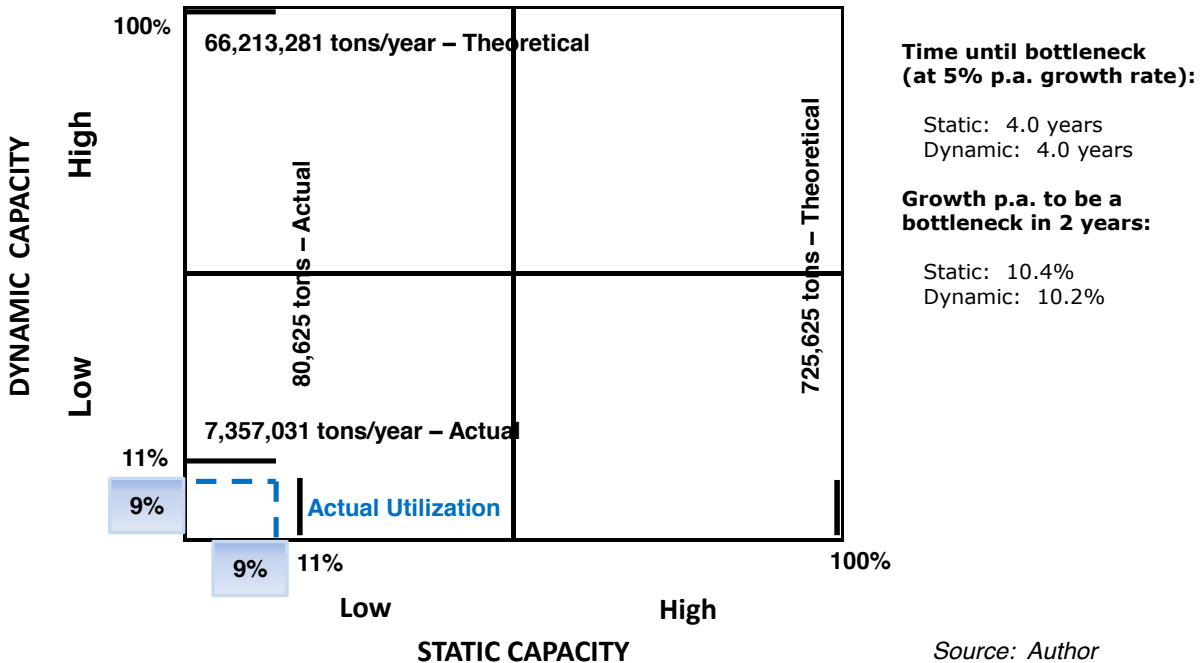 100%
66,213,281 tons/year – Theoretical
DYNAMIC CAPACITY
High
Low
80,625 tons – Actual
725,625 tons – Theoretical
7,357,031 tons/year – Actual
11%
9%
Actual Utilization
9%
11%
100%
Low
High
STATIC CAPACITY
Time until bottleneck
(at 5% p.a. growth rate):
Static: 4.0 years
Dynamic: 4.0 years
Growth p.a. to be a
bottleneck in 2 years:
Static: 10.4%
Dynamic: 10.2%
Source: Author